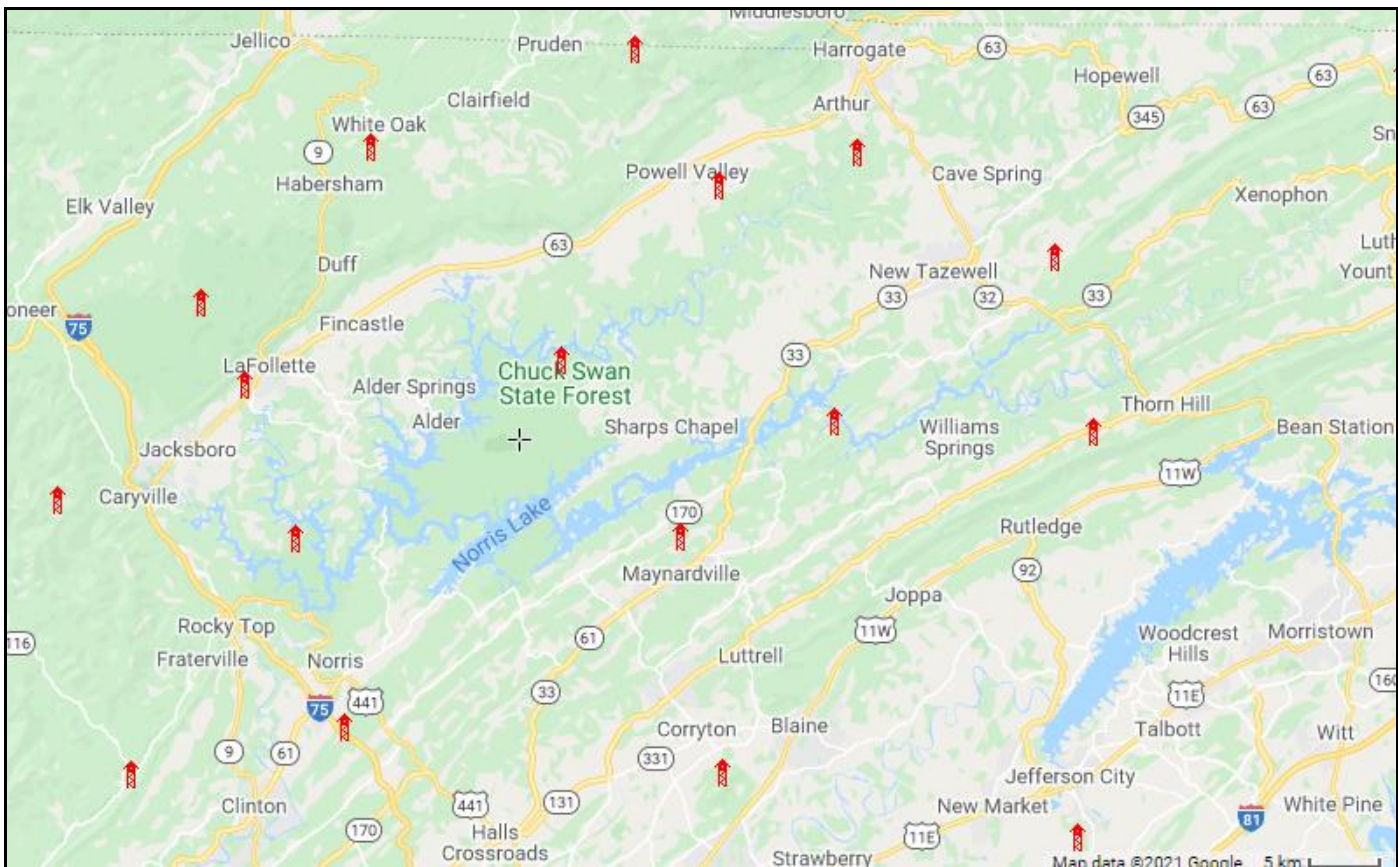 Middlesboro
Jellico
Pruden
Harrogate
63
Hopewell
63
Clairfield
Arthur
63
345
White Oak
9
Habersham
Powell Valley
Cave Spring
Xenophon
Elk Valley
63
Duff
New Tazewell
33
32
33
75
Fincastle
LaFollette
33
Alder Springs
Chuck Swan
State Forest
Alder
Sharps Chapel
Williams
Springs
Thorn Hill
Bean Station
Jacksboro
11W
Caryville
Norris Lake
170
Rutledge
Maynardville
92
Joppa
Rocky Top
61
11W
Woodcrest
Hills
Morristown
116
Fraterville
Norris
Luttrell
33
75
441
11E
Corryton
Blaine
Talbott
Witt
9
61
331
Jefferson City
Clinton
441
131
New Market
81
White Pine
170
Halls
Crossroads
11E
Strawberry
Map data ©2021 Google
5 km